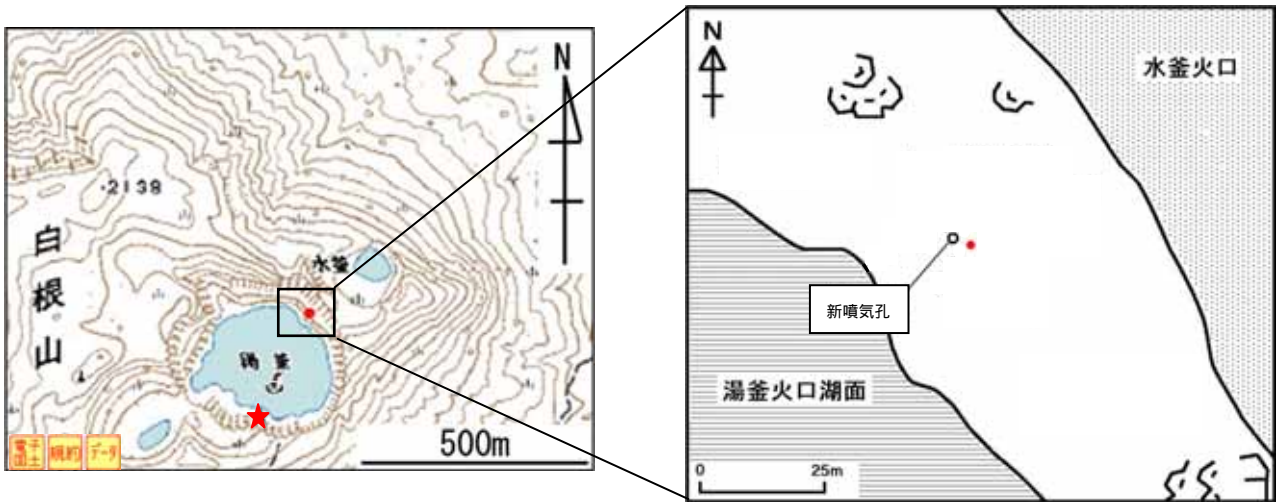 N
2138
水釜
白根山
湯釜
500m
電子国土
規約
データ
N
水釜火口
新噴気孔
湯釜火口湖面
0 25m